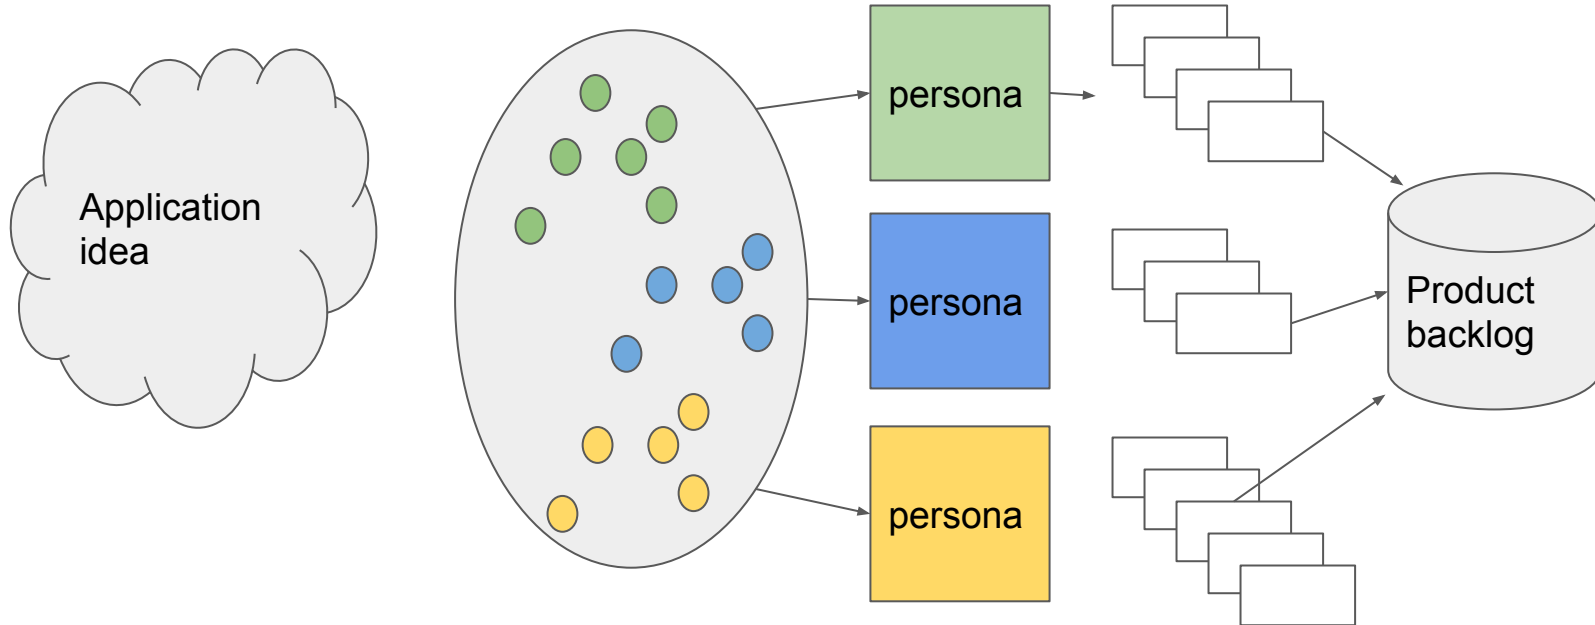 Application
idea
persona
persona
persona
Product
backlog